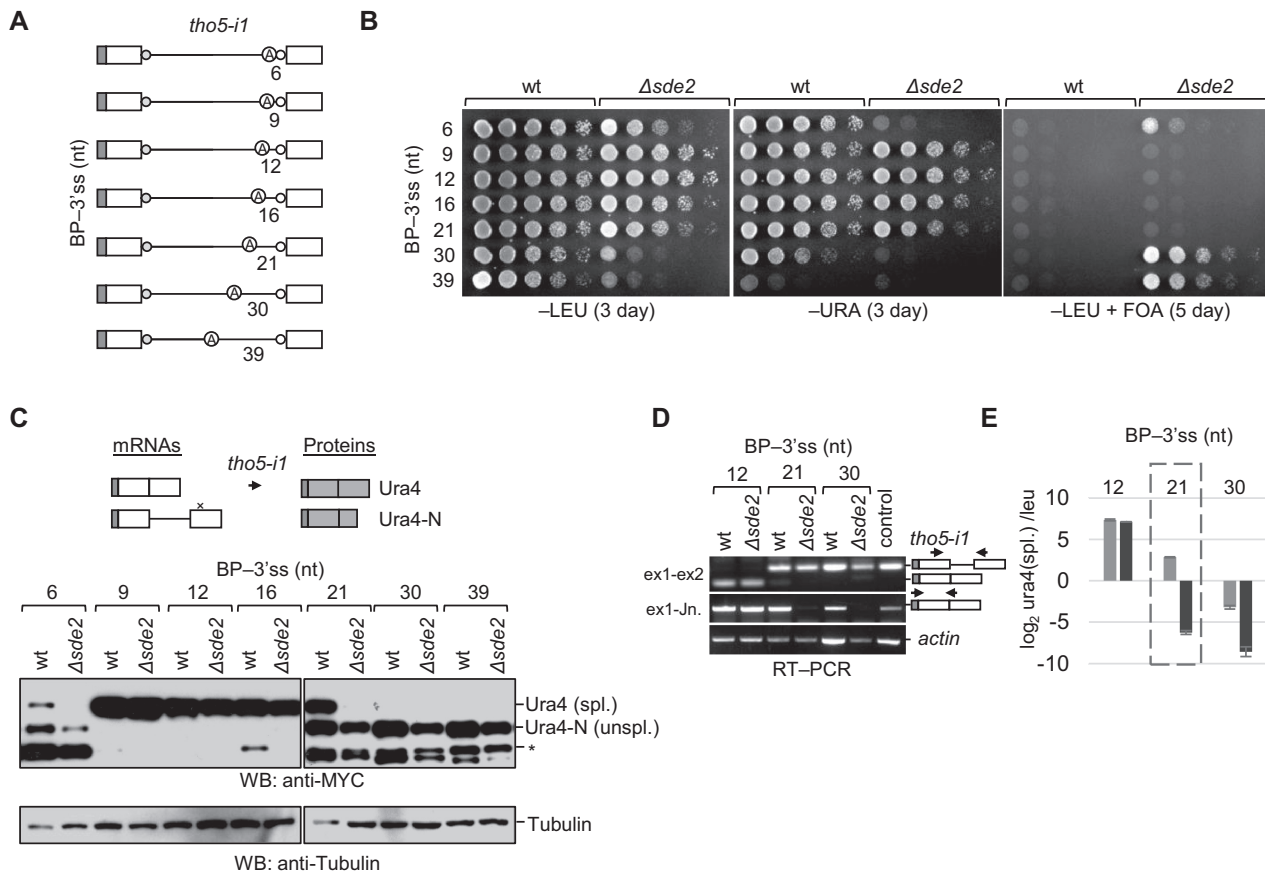 A
tho5-i1
BP–3'ss (nt)
A
6
A
9
A
12
A
16
A
21
A
30
A
39
B
wt Δsde2 wt Δsde2 wt Δsde2
BP–3'ss (nt)
6
9
12
16
21
30
39
–LEU (3 day) –URA (3 day) –LEU + FOA (5 day)
C
mRNAs Proteins
tho5-i1
Ura4
x
Ura4-N
BP–3'ss (nt)
6 9 12 16 21 30 39
wt Δsde2 wt Δsde2 wt Δsde2 wt Δsde2 wt Δsde2 wt Δsde2 wt Δsde2
Ura4 (spl.)
Ura4-N (unspl.)
*
WB: anti-MYC
Tubulin
WB: anti-Tubulin
D
BP–3'ss (nt)
12 21 30
wt Δsde2 wt Δsde2 wt Δsde2 control
tho5-i1
ex1-ex2
ex1-Jn.
actin
RT–PCR
E
BP–3'ss (nt)
12 21 30
log2 ura4(spl.) /leu
10
5
0
-5
-10